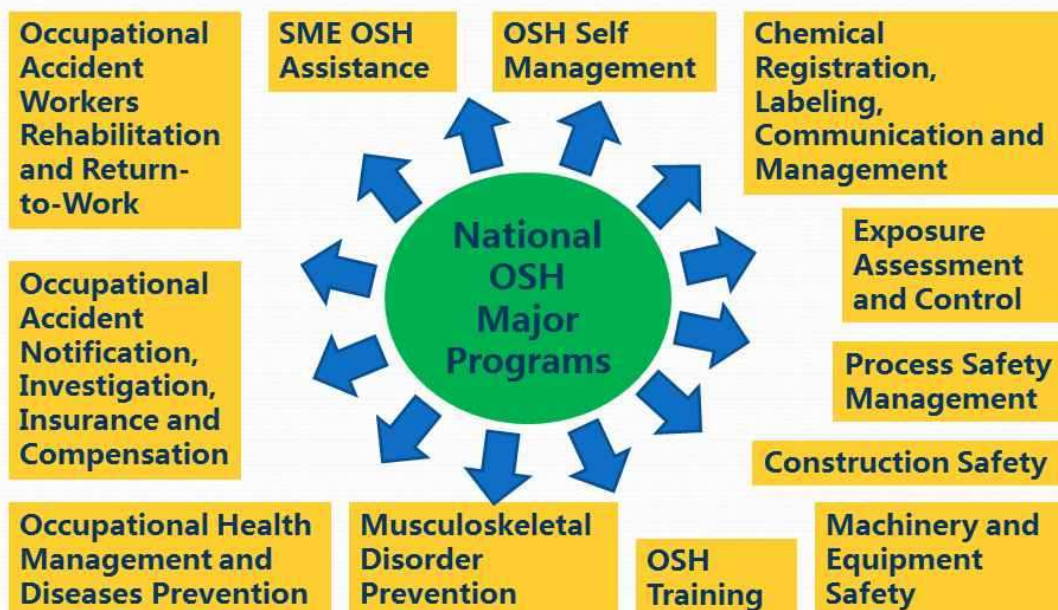 Occupational
Accident
Workers
Rehabilitation
and Return-
to-Work
SME OSH
Assistance
OSH Self
Management
Chemical
Registration,
Labeling,
Communication and
Management
National
OSH
Major
Programs
Exposure
Assessment
and Control
Occupational
Accident
Notification,
Investigation,
Insurance and
Compensation
Process Safety
Management
Construction Safety
Occupational Health
Management and
Diseases Prevention
Musculoskeletal
Disorder
Prevention
OSH
Training
Machinery and
Equipment
Safety